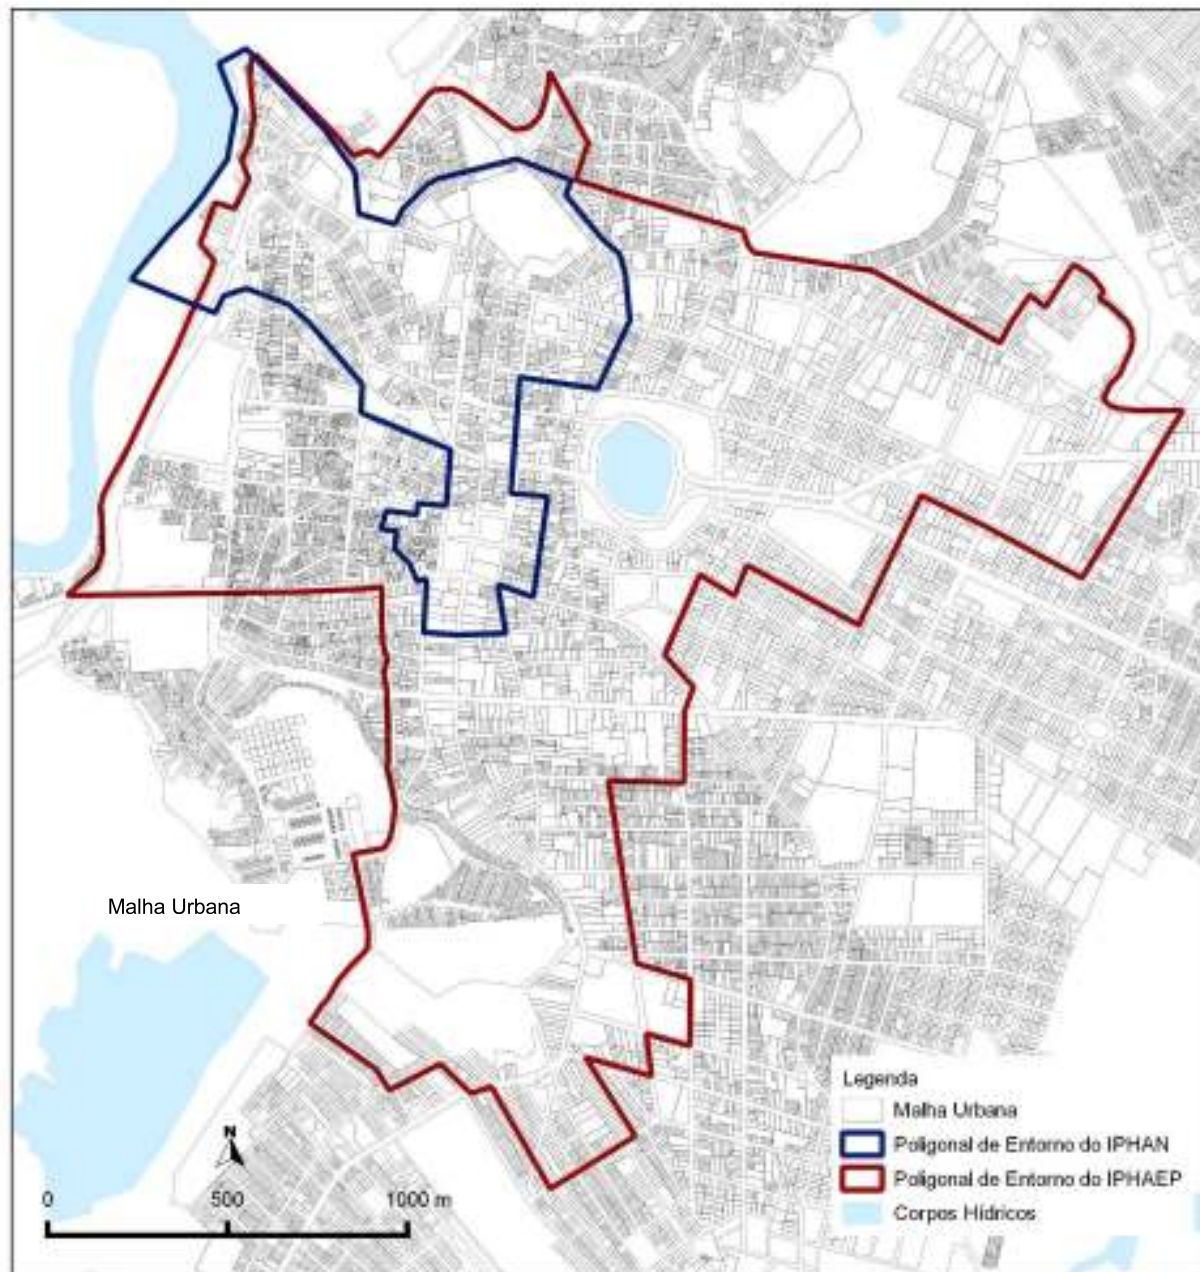 Malha Urbana
N
0 500 1000 m
Legenda
Malha Urbana
Poligonal de Entorno do IPHAN
Poligonal de Entorno do IPHAEP
Corpos Hídricos